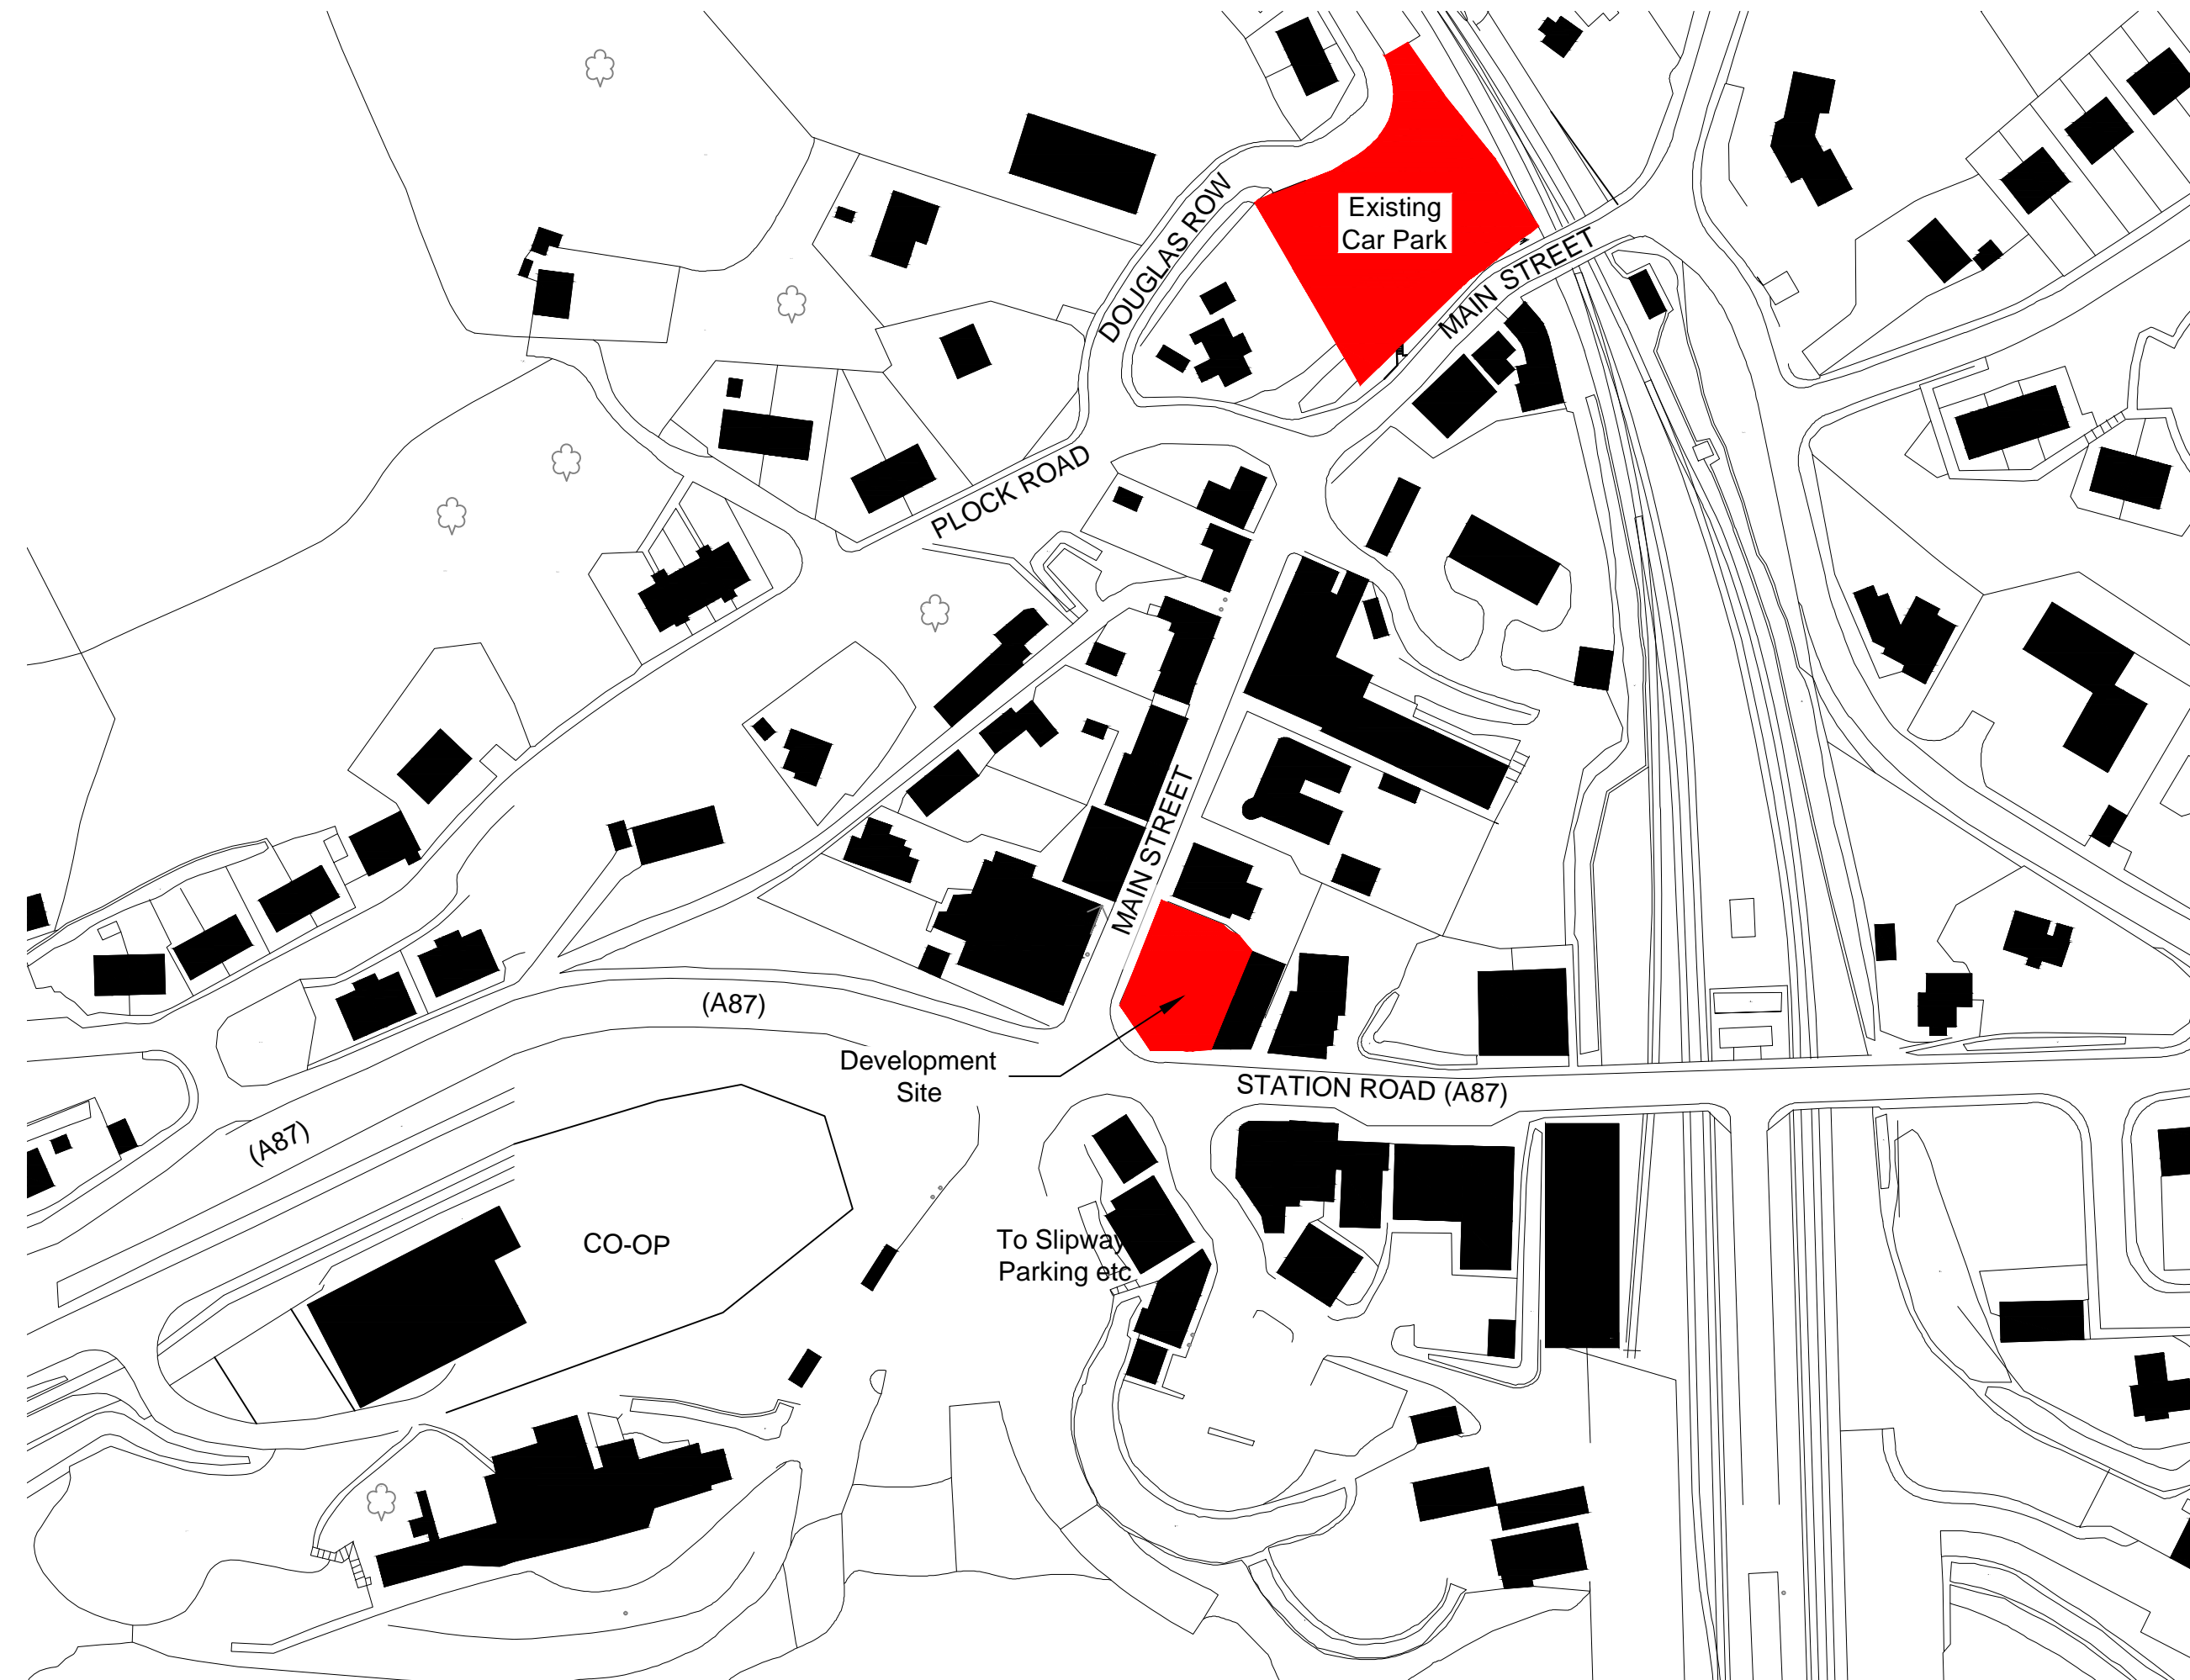 Existing
Car Park
DOUGLAS ROW
MAIN STREET
PLOCK ROAD
MAIN STREET
(A87)
Development
Site
STATION ROAD (A87)
(A87)
CO-OP
To Slipway
Parking etc